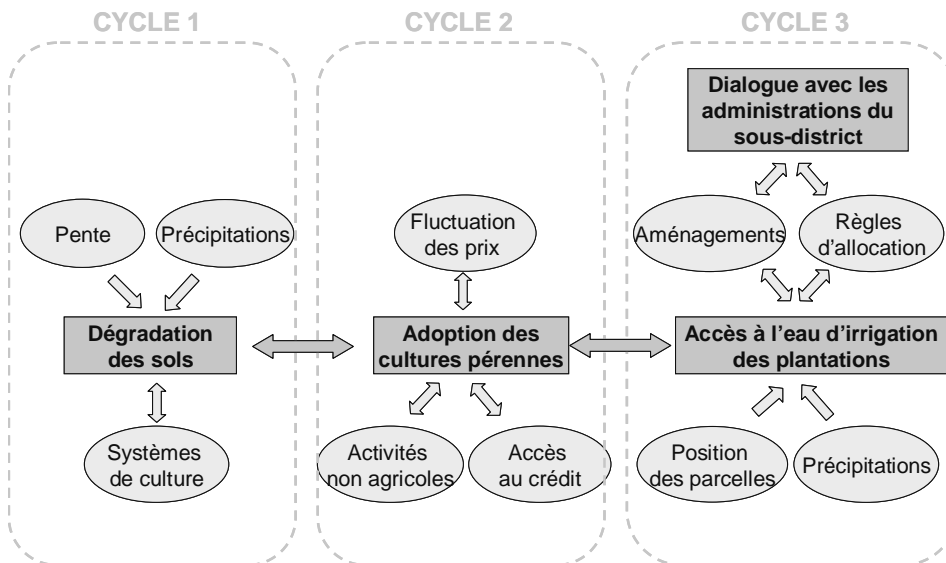 CYCLE 1
CYCLE 2
CYCLE 3
Dialogue avec les
administrations du
sous-district
Pente
Précipitations
Fluctuation
des prix
Aménagements
Règles
d'allocation
Dégradation
des sols
Adoption des
cultures pérennes
Accès à l'eau d'irrigation
des plantations
Systèmes
de culture
Activités
non agricoles
Accès
au crédit
Position
des parcelles
Précipitations